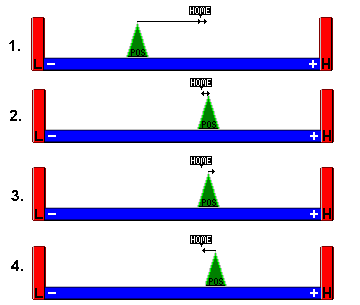 HOME
1.
POS
L − + H
HOME
2.
POS
L − + H
HOME
3.
POS
L − + H
HOME
4.
POS
L − + H